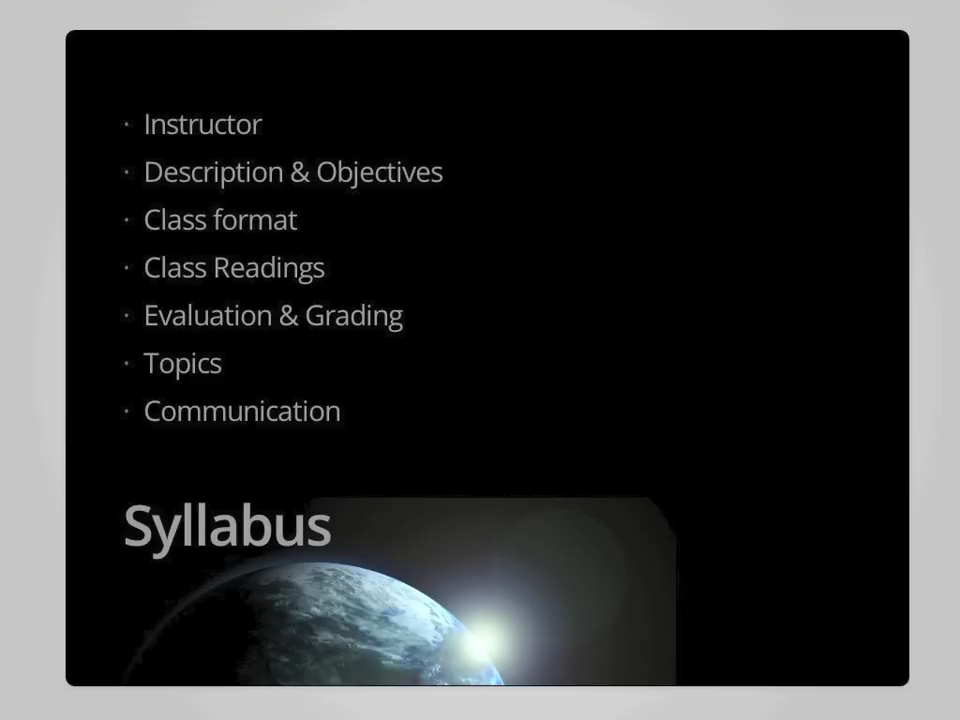 · Instructor
· Description & Objectives
· Class format
· Class Readings
· Evaluation & Grading
· Topics
· Communication
Syllabus